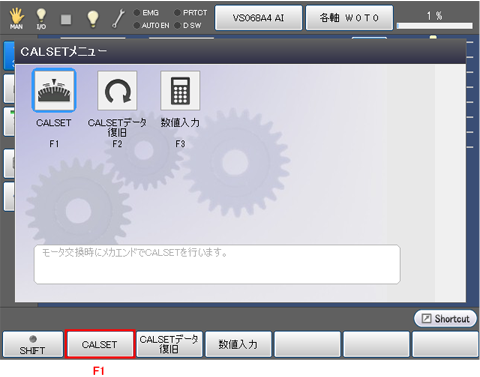 MAN
I/O
EMG
PRTCT
AUTO EN
D SW
VS068A4 AI
各軸 W 0 T 0
1 %
CALSETメニュー
CALSET
F1
CALSETデータ
復旧
F2
数値入力
F3
モータ交換時にメカエンドでCALSETを行います。
Shortcut
SHIFT
CALSET
CALSETデータ
復旧
数値入力
F1